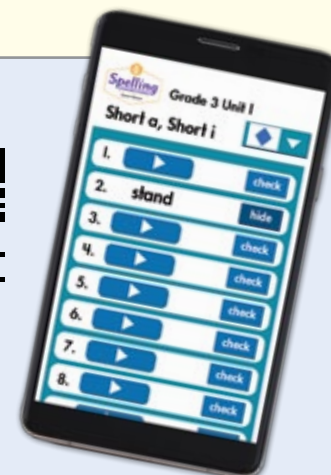 Spelling
Grade 3 Unit 1
Short a, Short i
1. check
2. stand hide
3. check
4. check
5. check
6. check
7. check
8. check